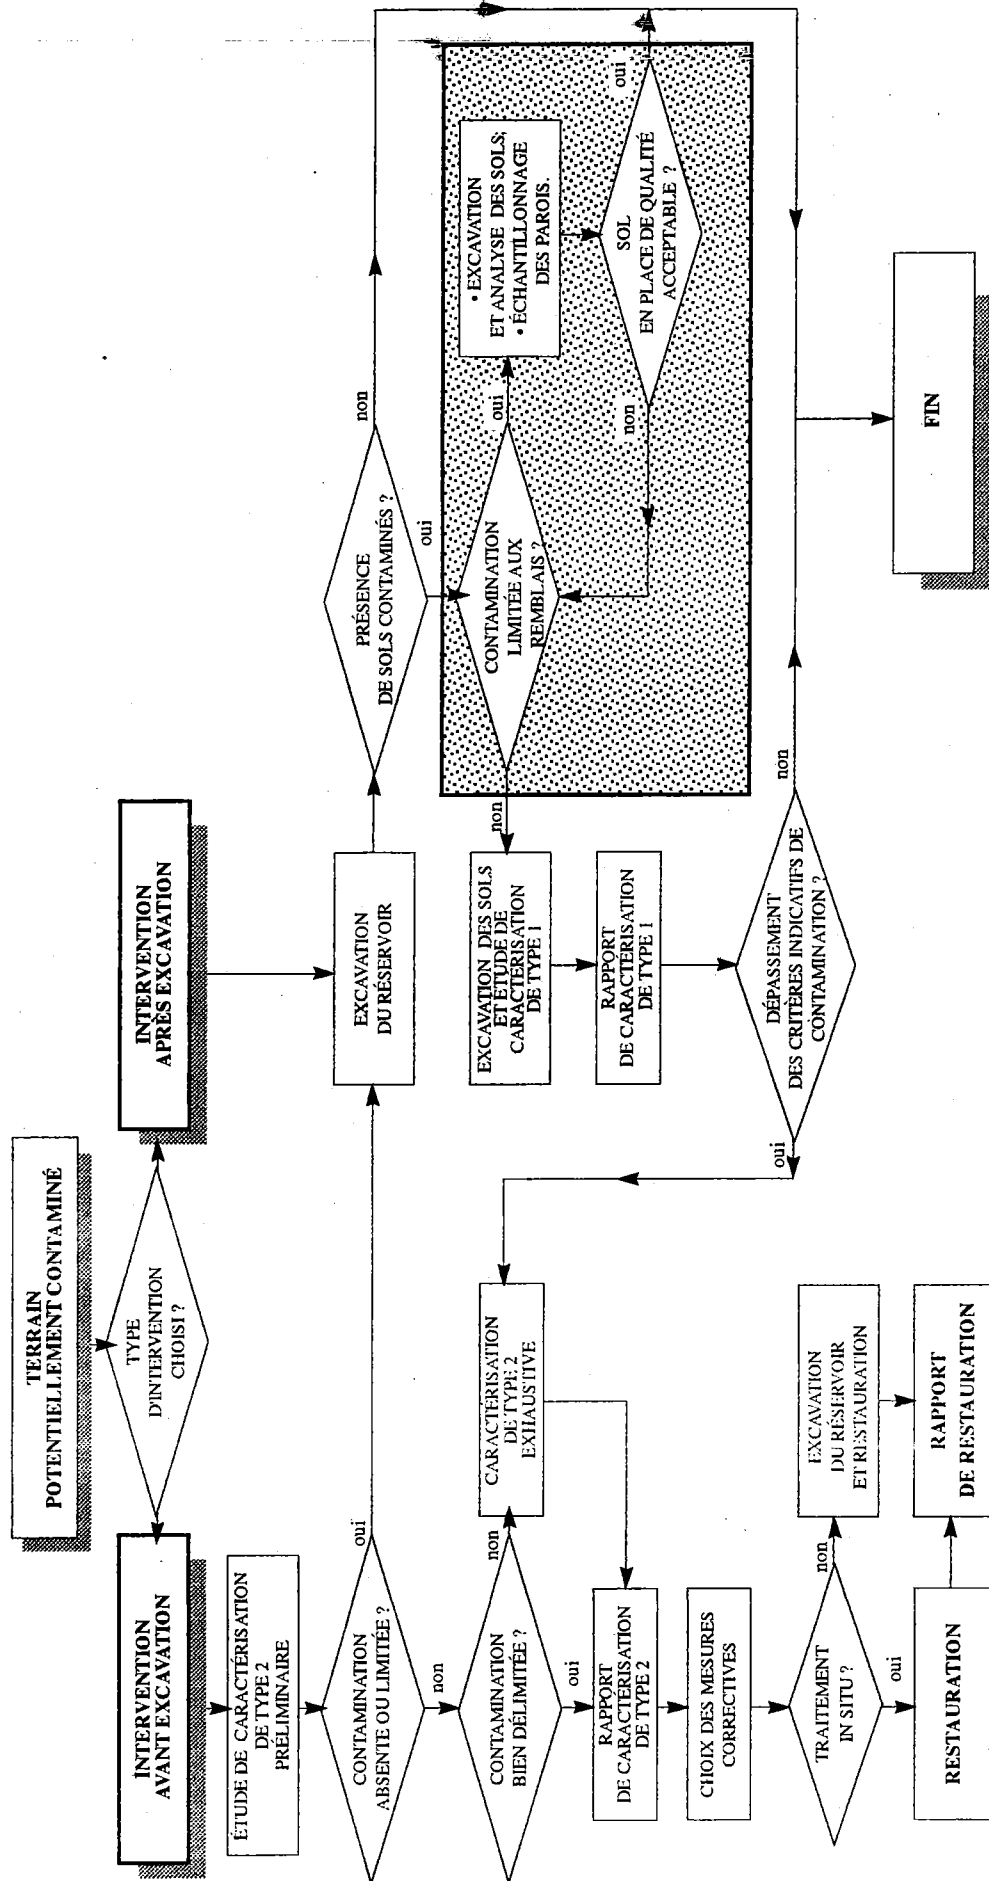 TERRAIN
POTENTIELLEMENT CONTAMINÉ
TYPE
D'INTERVENTION
CHOISI ?
INTERVENTION
AVANT EXCAVATION
INTERVENTION
APRÈS EXCAVATION
ÉTUDE DE CARACTÉRISATION
DE TYPE 2
PRÉLIMINAIRE
CONTAMINATION
ABSENTE OU LIMITÉE ?
oui
non
EXCAVATION
DU RÉSERVOIR
PRÉSENCE
DE SOLS CONTAMINÉS ?
non
oui
CONTAMINATION
BIEN DÉLIMITÉE ?
non
oui
CARACTÉRISATION
DE TYPE 2
EXHAUSTIVE
EXCAVATION DES SOLS
ET ÉTUDE DE
CARACTÉRISATION
DE TYPE 1
non
CONTAMINATION
LIMITÉE AUX
REMBLAIS ?
oui
• EXCAVATION
ET ANALYSE DES SOLS;
• ÉCHANTILLONNAGE
DES PAROIS.
RAPPORT
DE CARACTÉRISATION
DE TYPE 2
RAPPORT
DE CARACTÉRISATION
DE TYPE 1
non
SOL
EN PLACE DE QUALITÉ
ACCEPTABLE ?
oui
CHOIX DES MESURES
CORRECTIVES
DÉPASSEMENT
DES CRITÈRES INDICATIFS DE
CONTAMINATION ?
oui
non
TRAITEMENT
IN SITU ?
non
oui
EXCAVATION
DU RÉSERVOIR
ET RESTAURATION
RESTAURATION
RAPPORT
DE RESTAURATION
FIN